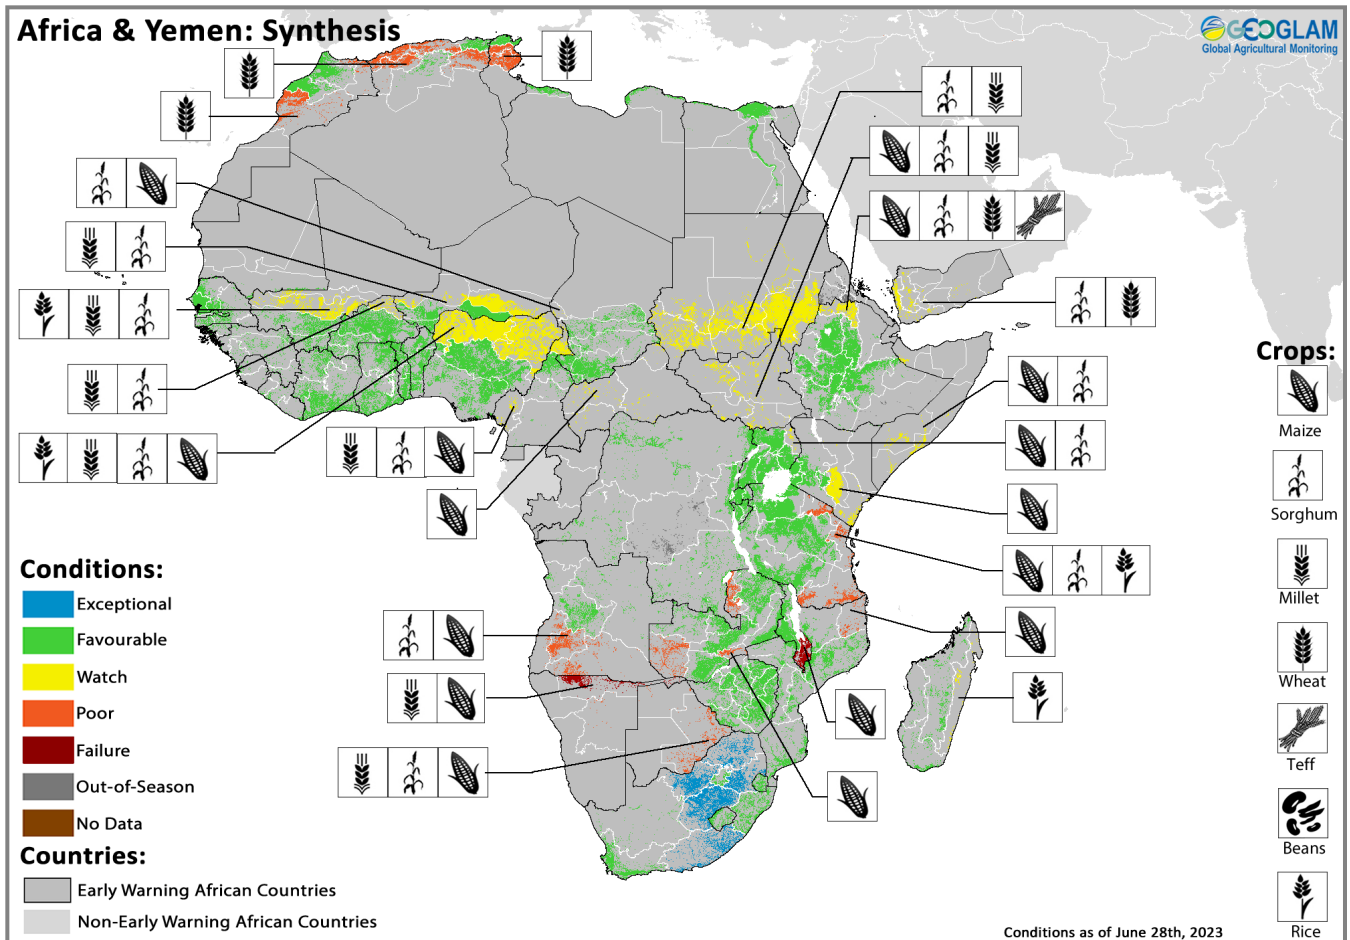 Africa & Yemen: Synthesis
GEOGLAM
Global Agricultural Monitoring
Crops:
Maize
Sorghum
Millet
Wheat
Teff
Beans
Rice
Conditions:
Exceptional
Favourable
Watch
Poor
Failure
Out-of-Season
No Data
Countries:
Early Warning African Countries
Non-Early Warning African Countries
Conditions as of June 28th, 2023